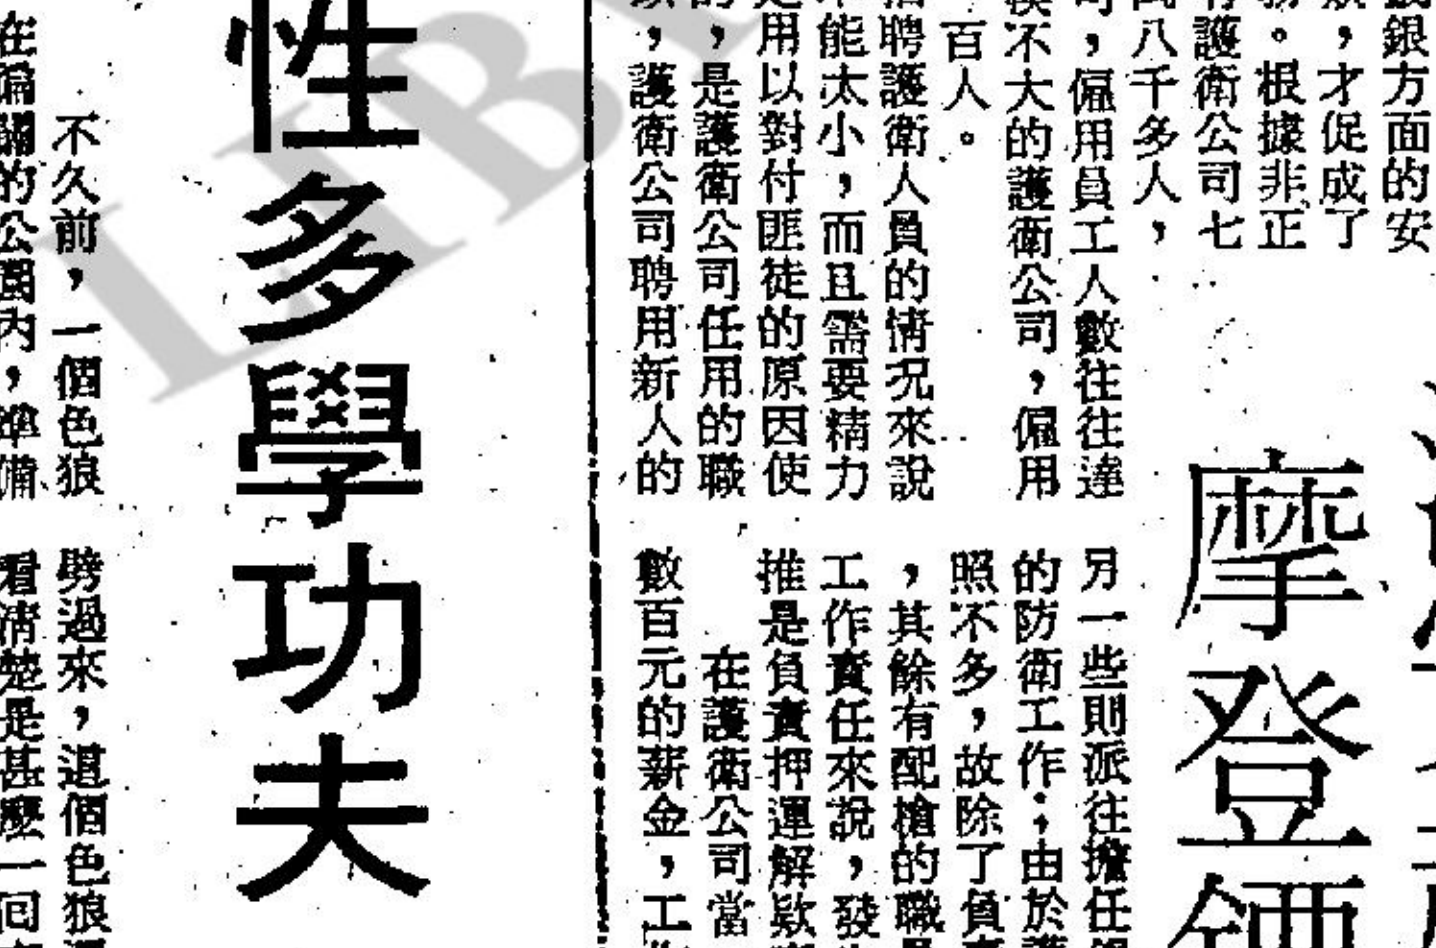 銀方面的安
，才促成了
。根據非正
護衛公司七
八千多人，
，僱用員工人數往往達
不大的護衛公司，僱用
百人。
聘護衛人員的情況來說
能太小，而且需要精力
用以對付匪徒的原因使
，是護衛公司任用的職
，護衛公司聘用新人的
摩登鏢
另一些則派往擔任
的防衛工作；由於
照不多，故除了負
，其餘有配槍的職
工作責任來說，發
推是負責押運解款
在護衛公司當
數百元的薪金，工
性多學功夫
不久前，一個色狼
在偏闢的公園內，準備
劈過來，這個色狼
看清楚是甚麼一回